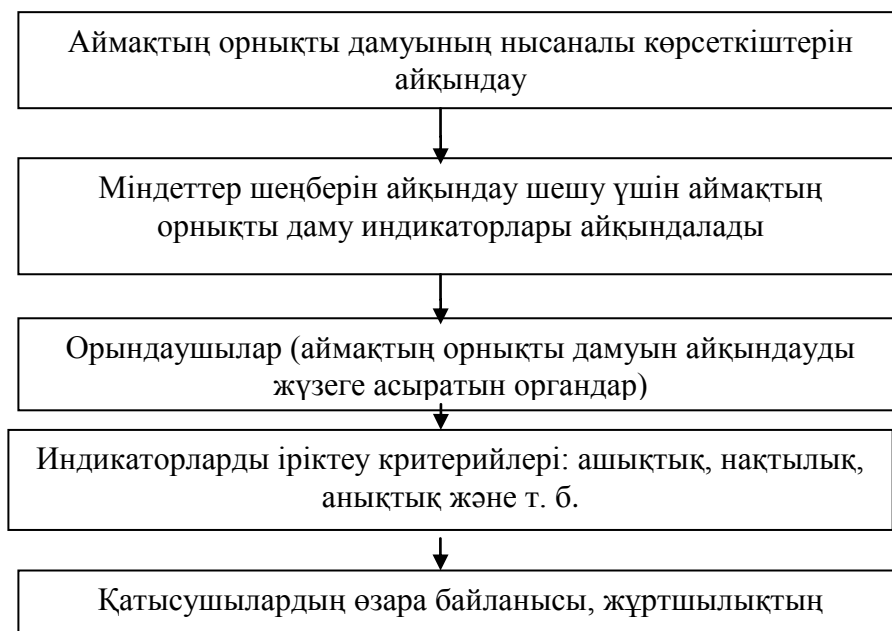 Аймақтың орнықты дамуының нысаналы көрсеткіштерін
айқындау
Міндеттер шеңберін айқындау шешу үшін аймақтың
орнықты даму индикаторлары айқындалады
Орындаушылар (аймақтың орнықты дамуын айқындауды
жүзеге асыратын органдар)
Индикаторларды іріктеу критерийлері: ашықтық, нақтылық,
анықтық және т. б.
Қатысушылардың өзара байланысы, жұртшылықтың